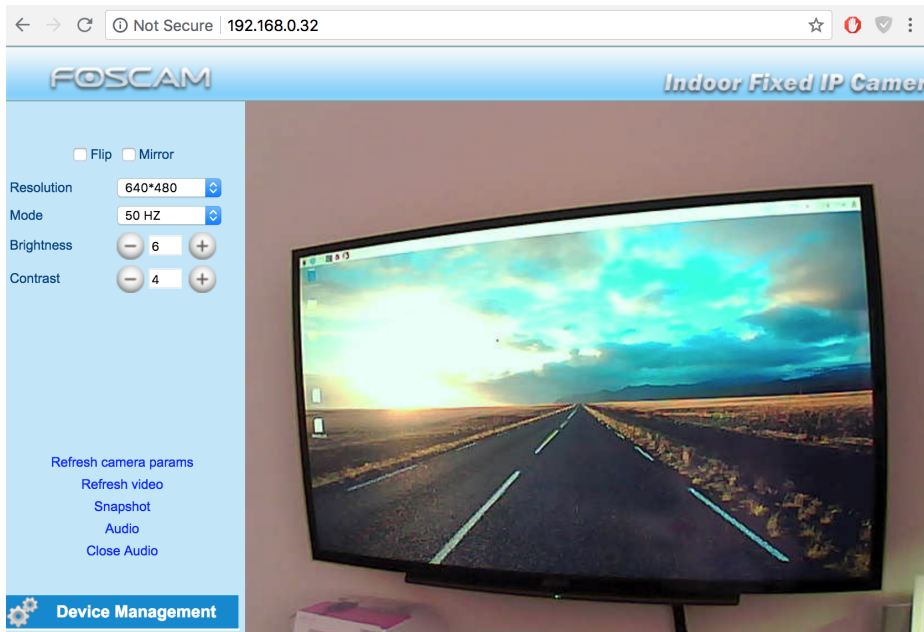 Not Secure 192.168.0.32
FOSCAM
Indoor Fixed IP Camer
Flip Mirror
Resolution 640*480
Mode 50 HZ
Brightness 6
Contrast 4
Refresh camera params
Refresh video
Snapshot
Audio
Close Audio
Device Management